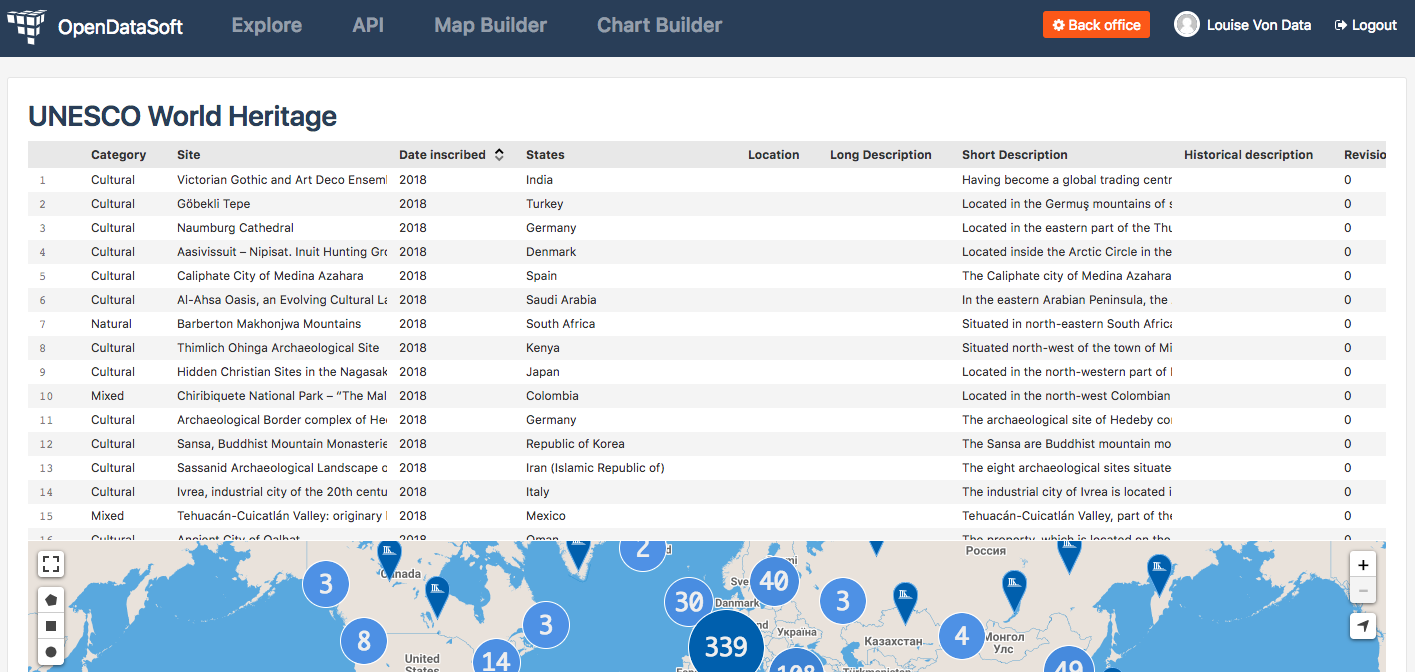 OpenDataSoft Explore API Map Builder Chart Builder Back office Louise Von Data Logout
UNESCO World Heritage
Category Site Date inscribed States Location Long Description Short Description Historical description Revisio
1 Cultural Victorian Gothic and Art Deco Ensem 2018 India Having become a global trading centr 0
2 Cultural Göbekli Tepe 2018 Turkey Located in the Germuş mountains of s 0
3 Cultural Naumburg Cathedral 2018 Germany Located in the eastern part of the Thu 0
4 Cultural Aasivissuit – Nipisat. Inuit Hunting Gro 2018 Denmark Located inside the Arctic Circle in the 0
5 Cultural Caliphate City of Medina Azahara 2018 Spain The Caliphate city of Medina Azahara 0
6 Cultural Al-Ahsa Oasis, an Evolving Cultural La 2018 Saudi Arabia In the eastern Arabian Peninsula, the 0
7 Natural Barberton Makhonjwa Mountains 2018 South Africa Situated in north-eastern South Africa 0
8 Cultural Thimlich Ohinga Archaeological Site 2018 Kenya Situated north-west of the town of Mi 0
9 Cultural Hidden Christian Sites in the Nagasak 2018 Japan Located in the north-western part of 0
10 Mixed Chiribiquete National Park – “The Mal 2018 Colombia Located in the north-west Colombian 0
11 Cultural Archaeological Border complex of Hed 2018 Germany The archaeological site of Hedeby co 0
12 Cultural Sansa, Buddhist Mountain Monasterie 2018 Republic of Korea The Sansa are Buddhist mountain mo 0
13 Cultural Sassanid Archaeological Landscape o 2018 Iran (Islamic Republic of) The eight archaeological sites situate 0
14 Cultural Ivrea, industrial city of the 20th centu 2018 Italy The industrial city of Ivrea is located i 0
15 Mixed Tehuacán-Cuicatlán Valley: originary 2018 Mexico Tehuacán-Cuicatlán Valley, part of the 0
16 Cultural Ancient City of Qalhat 2018 Oman The property, which is located on the 0
2 Россия
Canada
3 Sve 40
30 Danmark 3
3
8 339 Україна Казахстан 4 Монгол
Улс
United
States 14 108 49